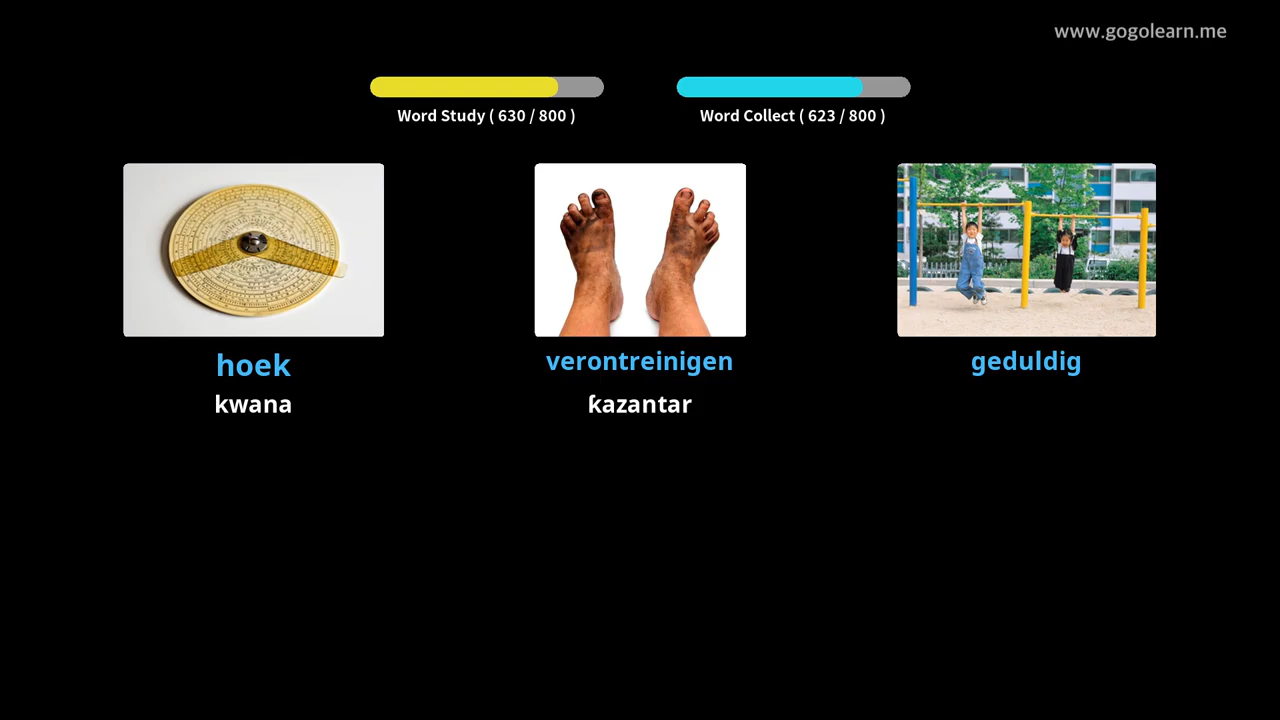 www.gogolearn.me
Word Study ( 630 / 800 )
Word Collect ( 623 / 800 )
hoek
verontreinigen
geduldig
kwana
ƙazantar